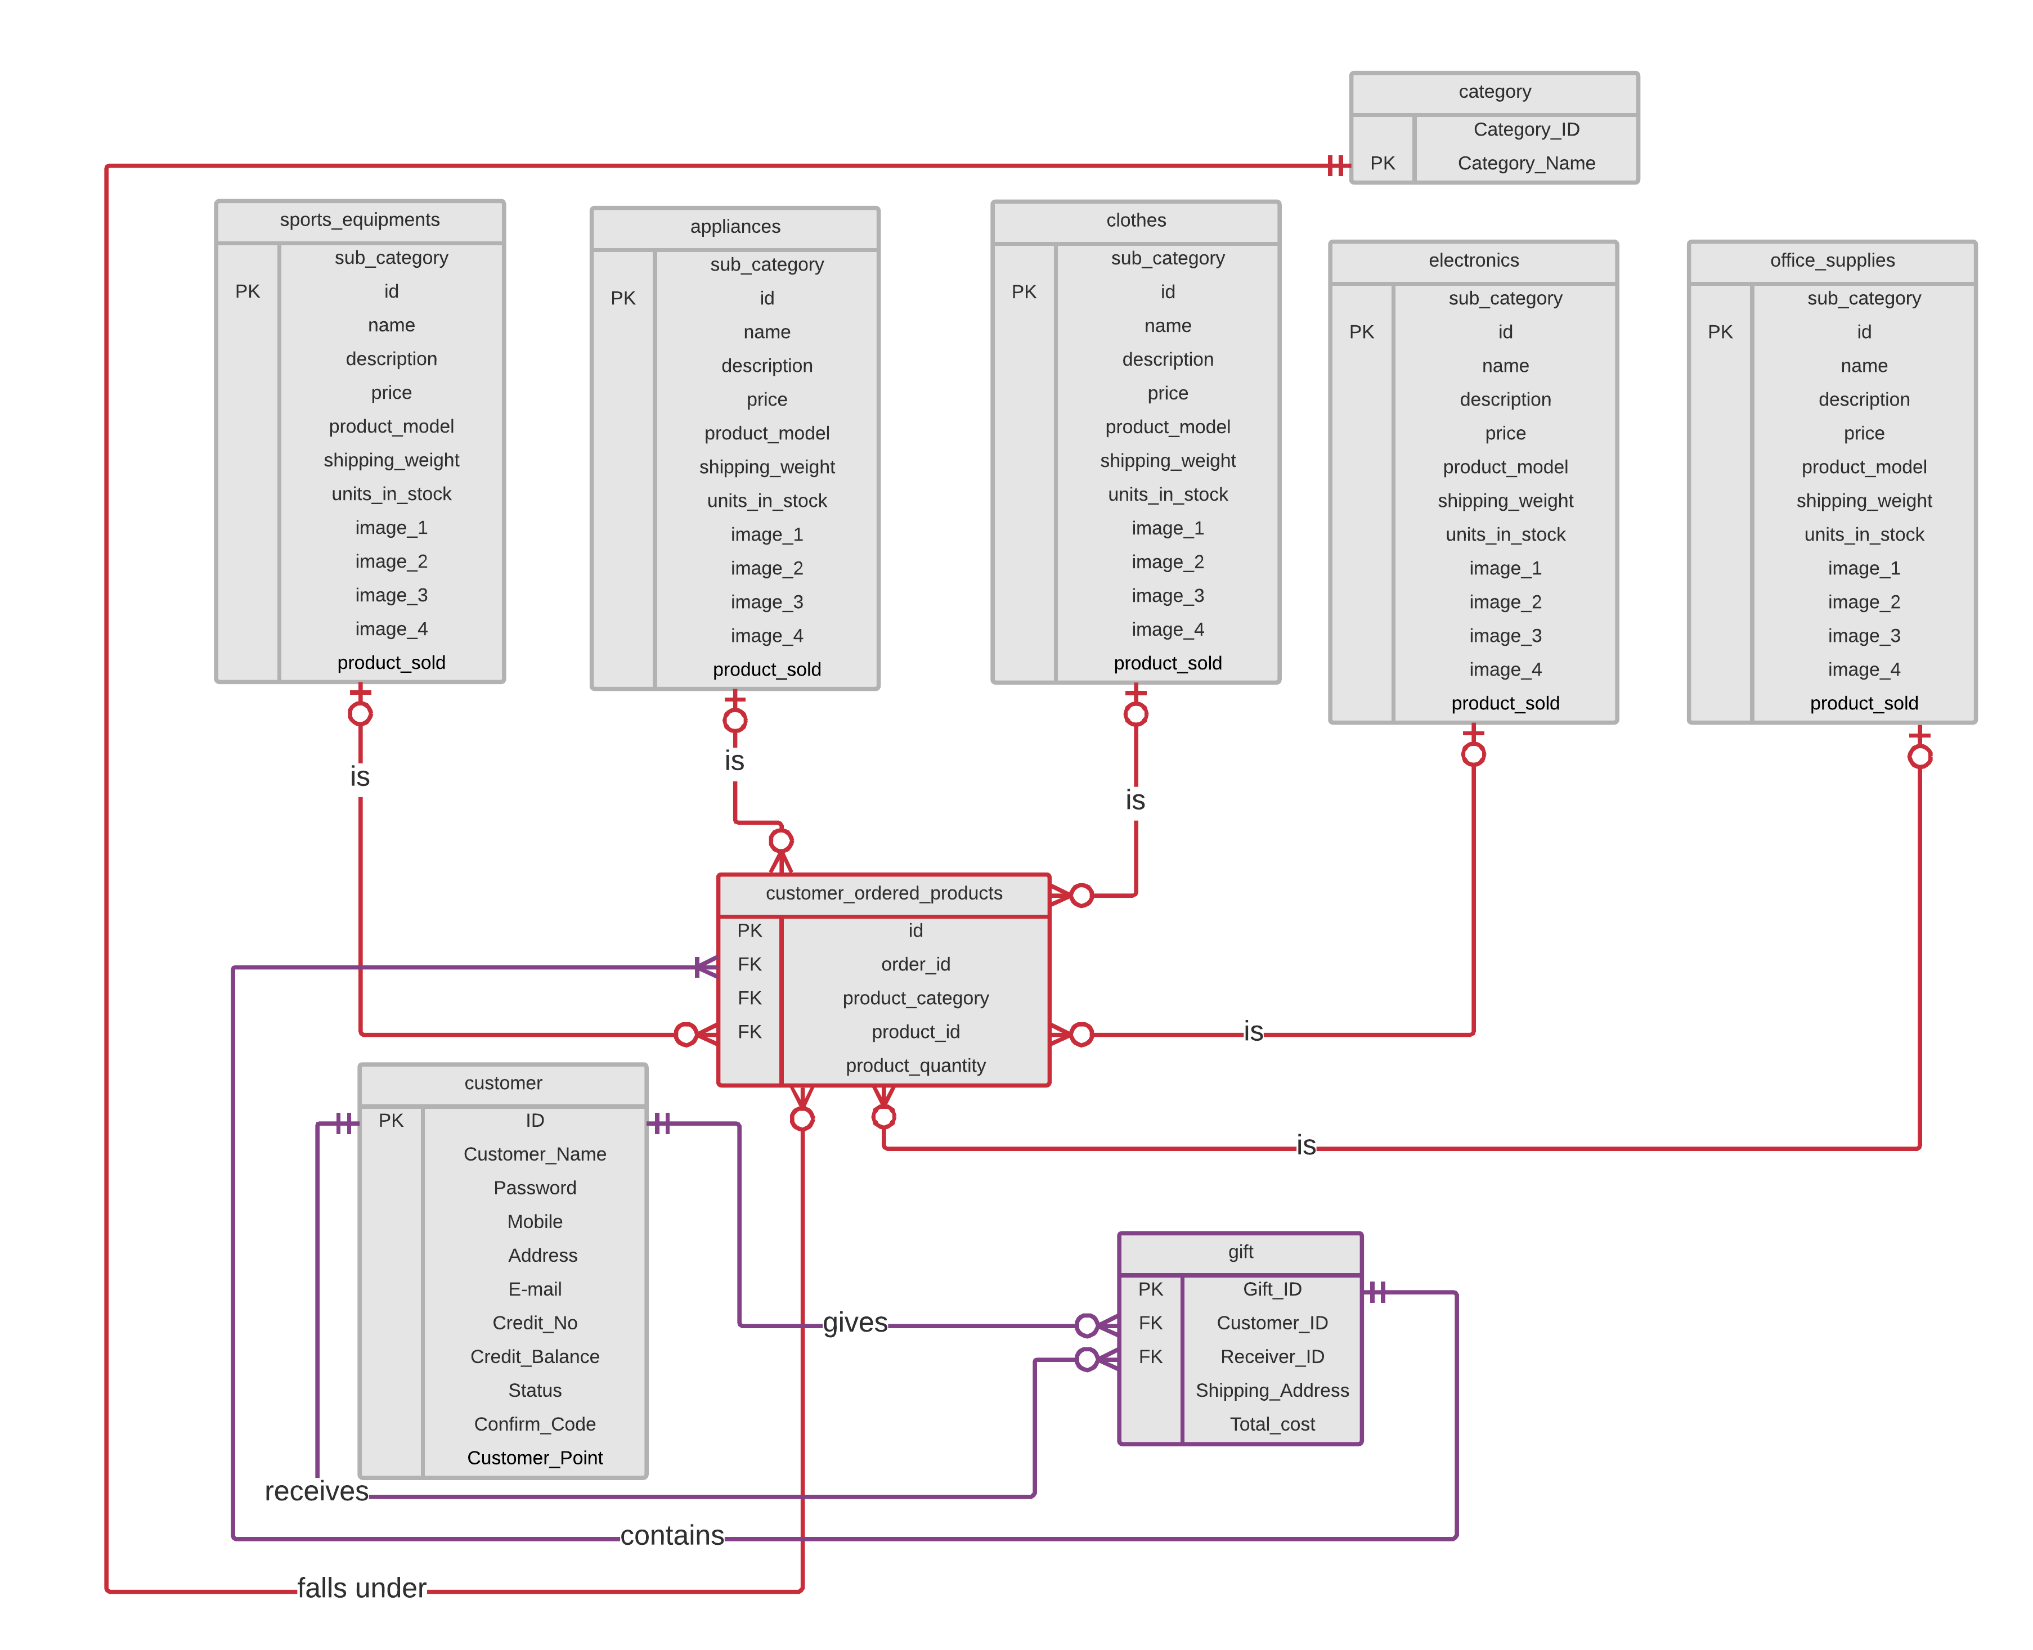 category
Category_ID
PK Category_Name
sports_equipments
sub_category
PK id
name
description
price
product_model
shipping_weight
units_in_stock
image_1
image_2
image_3
image_4
product_sold
appliances
sub_category
PK id
name
description
price
product_model
shipping_weight
units_in_stock
image_1
image_2
image_3
image_4
product_sold
clothes
sub_category
PK id
name
description
price
product_model
shipping_weight
units_in_stock
image_1
image_2
image_3
image_4
product_sold
electronics
sub_category
PK id
name
description
price
product_model
shipping_weight
units_in_stock
image_1
image_2
image_3
image_4
product_sold
office_supplies
sub_category
PK id
name
description
price
product_model
shipping_weight
units_in_stock
image_1
image_2
image_3
image_4
product_sold
is
is
is
customer_ordered_products
PK id
FK order_id
FK product_category
FK product_id
product_quantity
is
is
customer
PK ID
Customer_Name
Password
Mobile
Address
E-mail
Credit_No
Credit_Balance
Status
Confirm_Code
Customer_Point
gives
gift
PK Gift_ID
FK Customer_ID
FK Receiver_ID
Shipping_Address
Total_cost
receives
contains
falls under